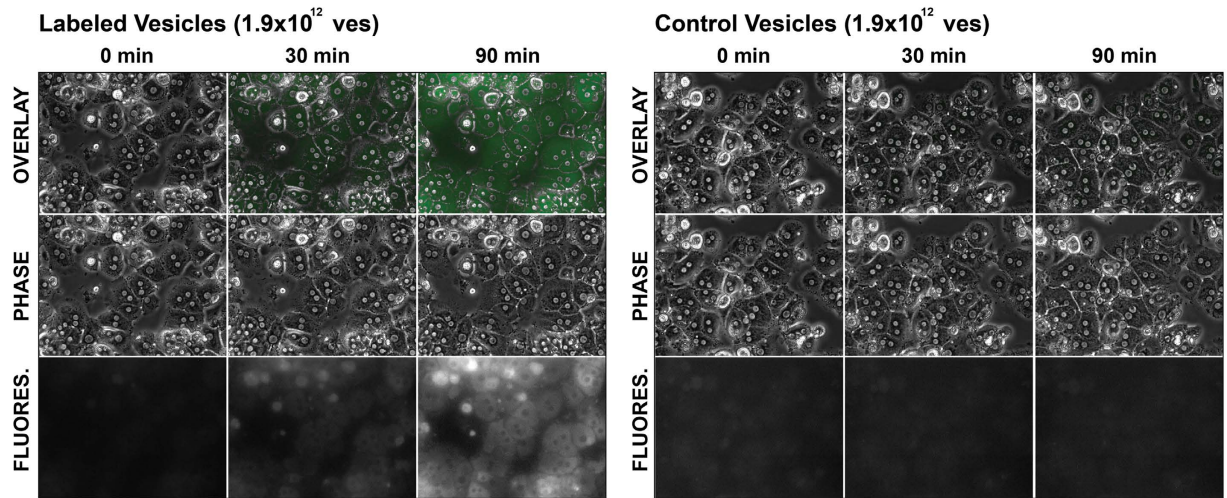 Labeled Vesicles (1.9x10¹² ves)
0 min 30 min 90 min
OVERLAY
PHASE
FLUORES.
Control Vesicles (1.9x10¹² ves)
0 min 30 min 90 min
OVERLAY
PHASE
FLUORES.